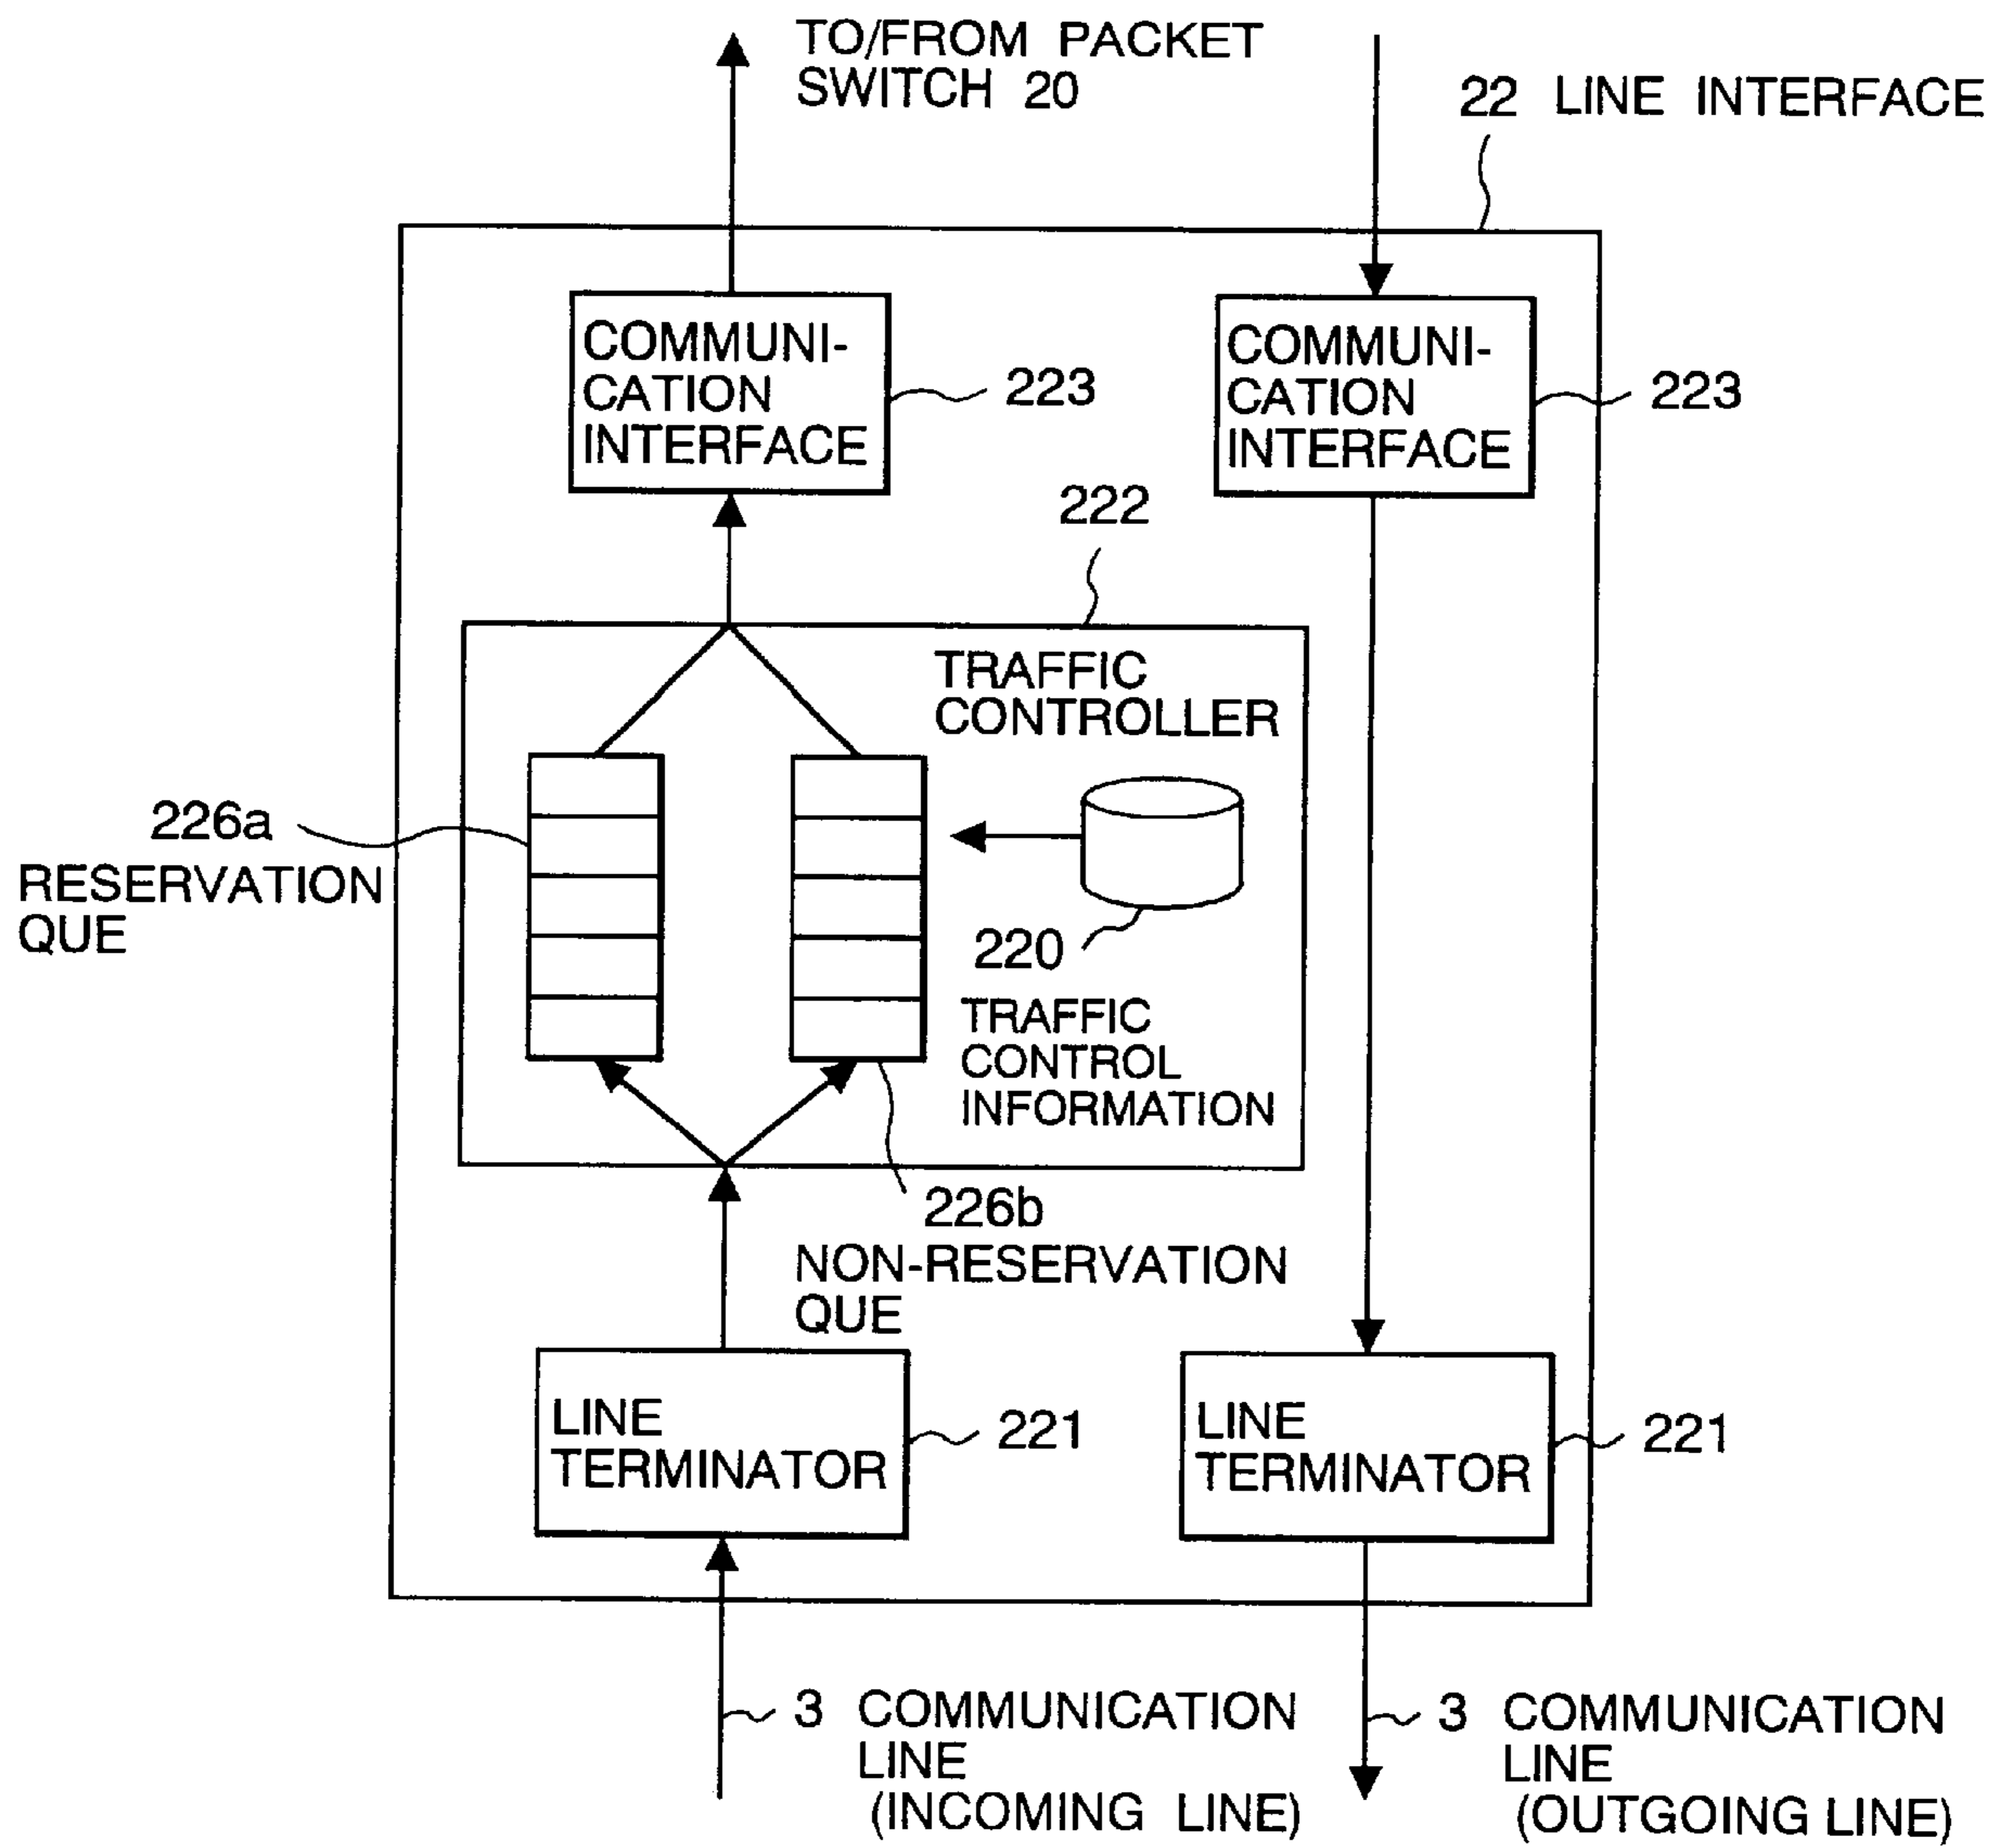 TO/FROM PACKET
SWITCH 20
22 LINE INTERFACE
COMMUNI-
CATION
INTERFACE
223
COMMUNI-
CATION
INTERFACE
223
222
TRAFFIC
CONTROLLER
226a
RESERVATION
QUE
220
TRAFFIC
CONTROL
INFORMATION
226b
NON-RESERVATION
QUE
LINE
TERMINATOR
221
LINE
TERMINATOR
221
3 COMMUNICATION
LINE
(INCOMING LINE)
3 COMMUNICATION
LINE
(OUTGOING LINE)